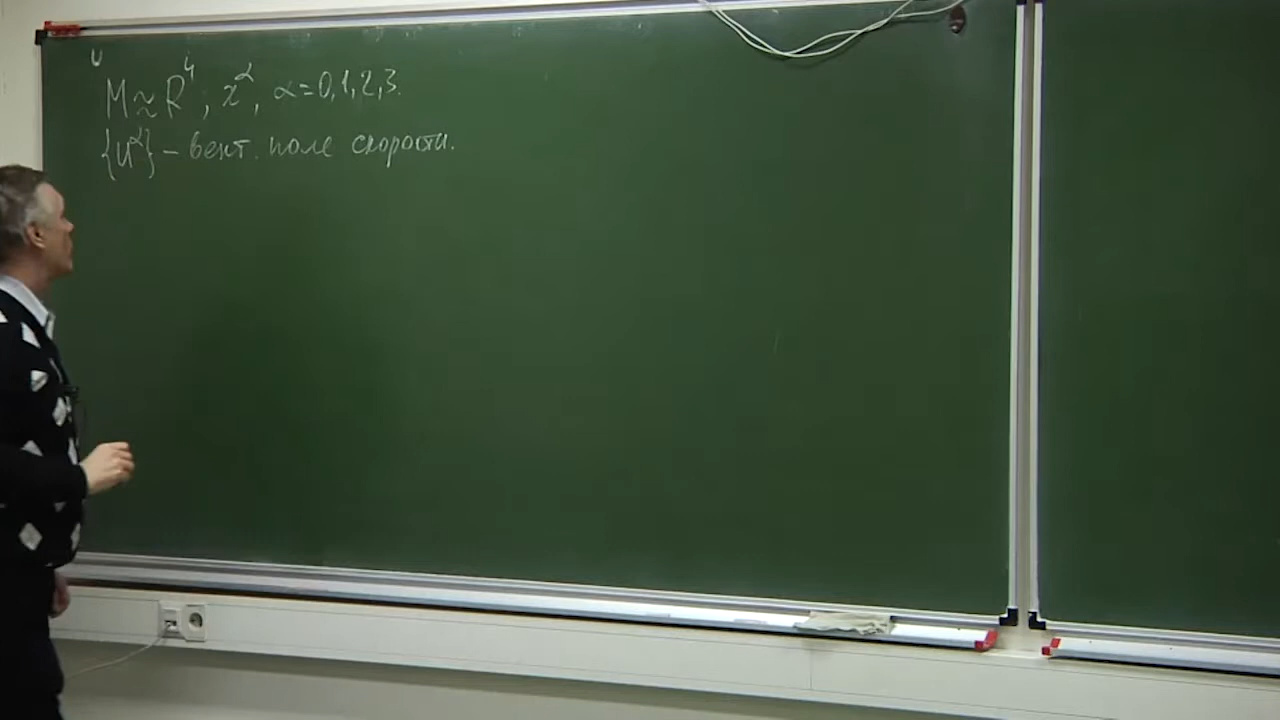 M ≈ R⁴, x^α, α = 0,1,2,3.
{u^α} – вект. поле скорости.